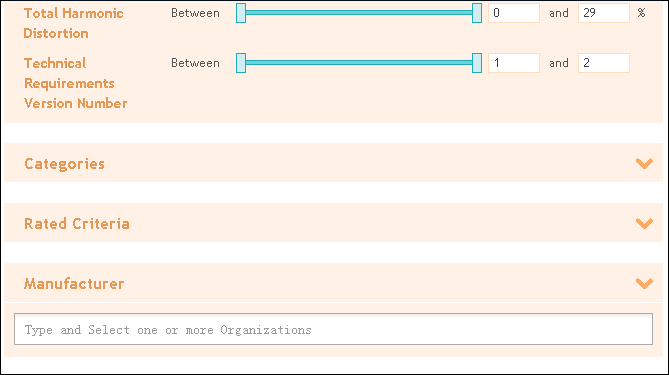 Total Harmonic Between 0 and 29 %
Distortion
Technical Between 1 and 2
Requirements
Version Number
Categories
Rated Criteria
Manufacturer
Type and Select one or more Organizations